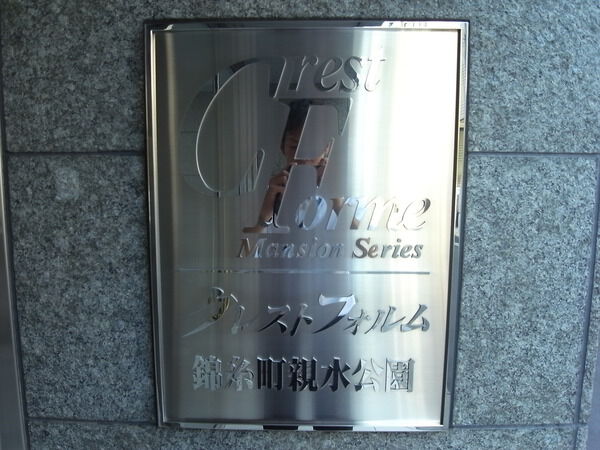 Crest
Forme
Mansion Series
クレストフォルム
錦糸町親水公園